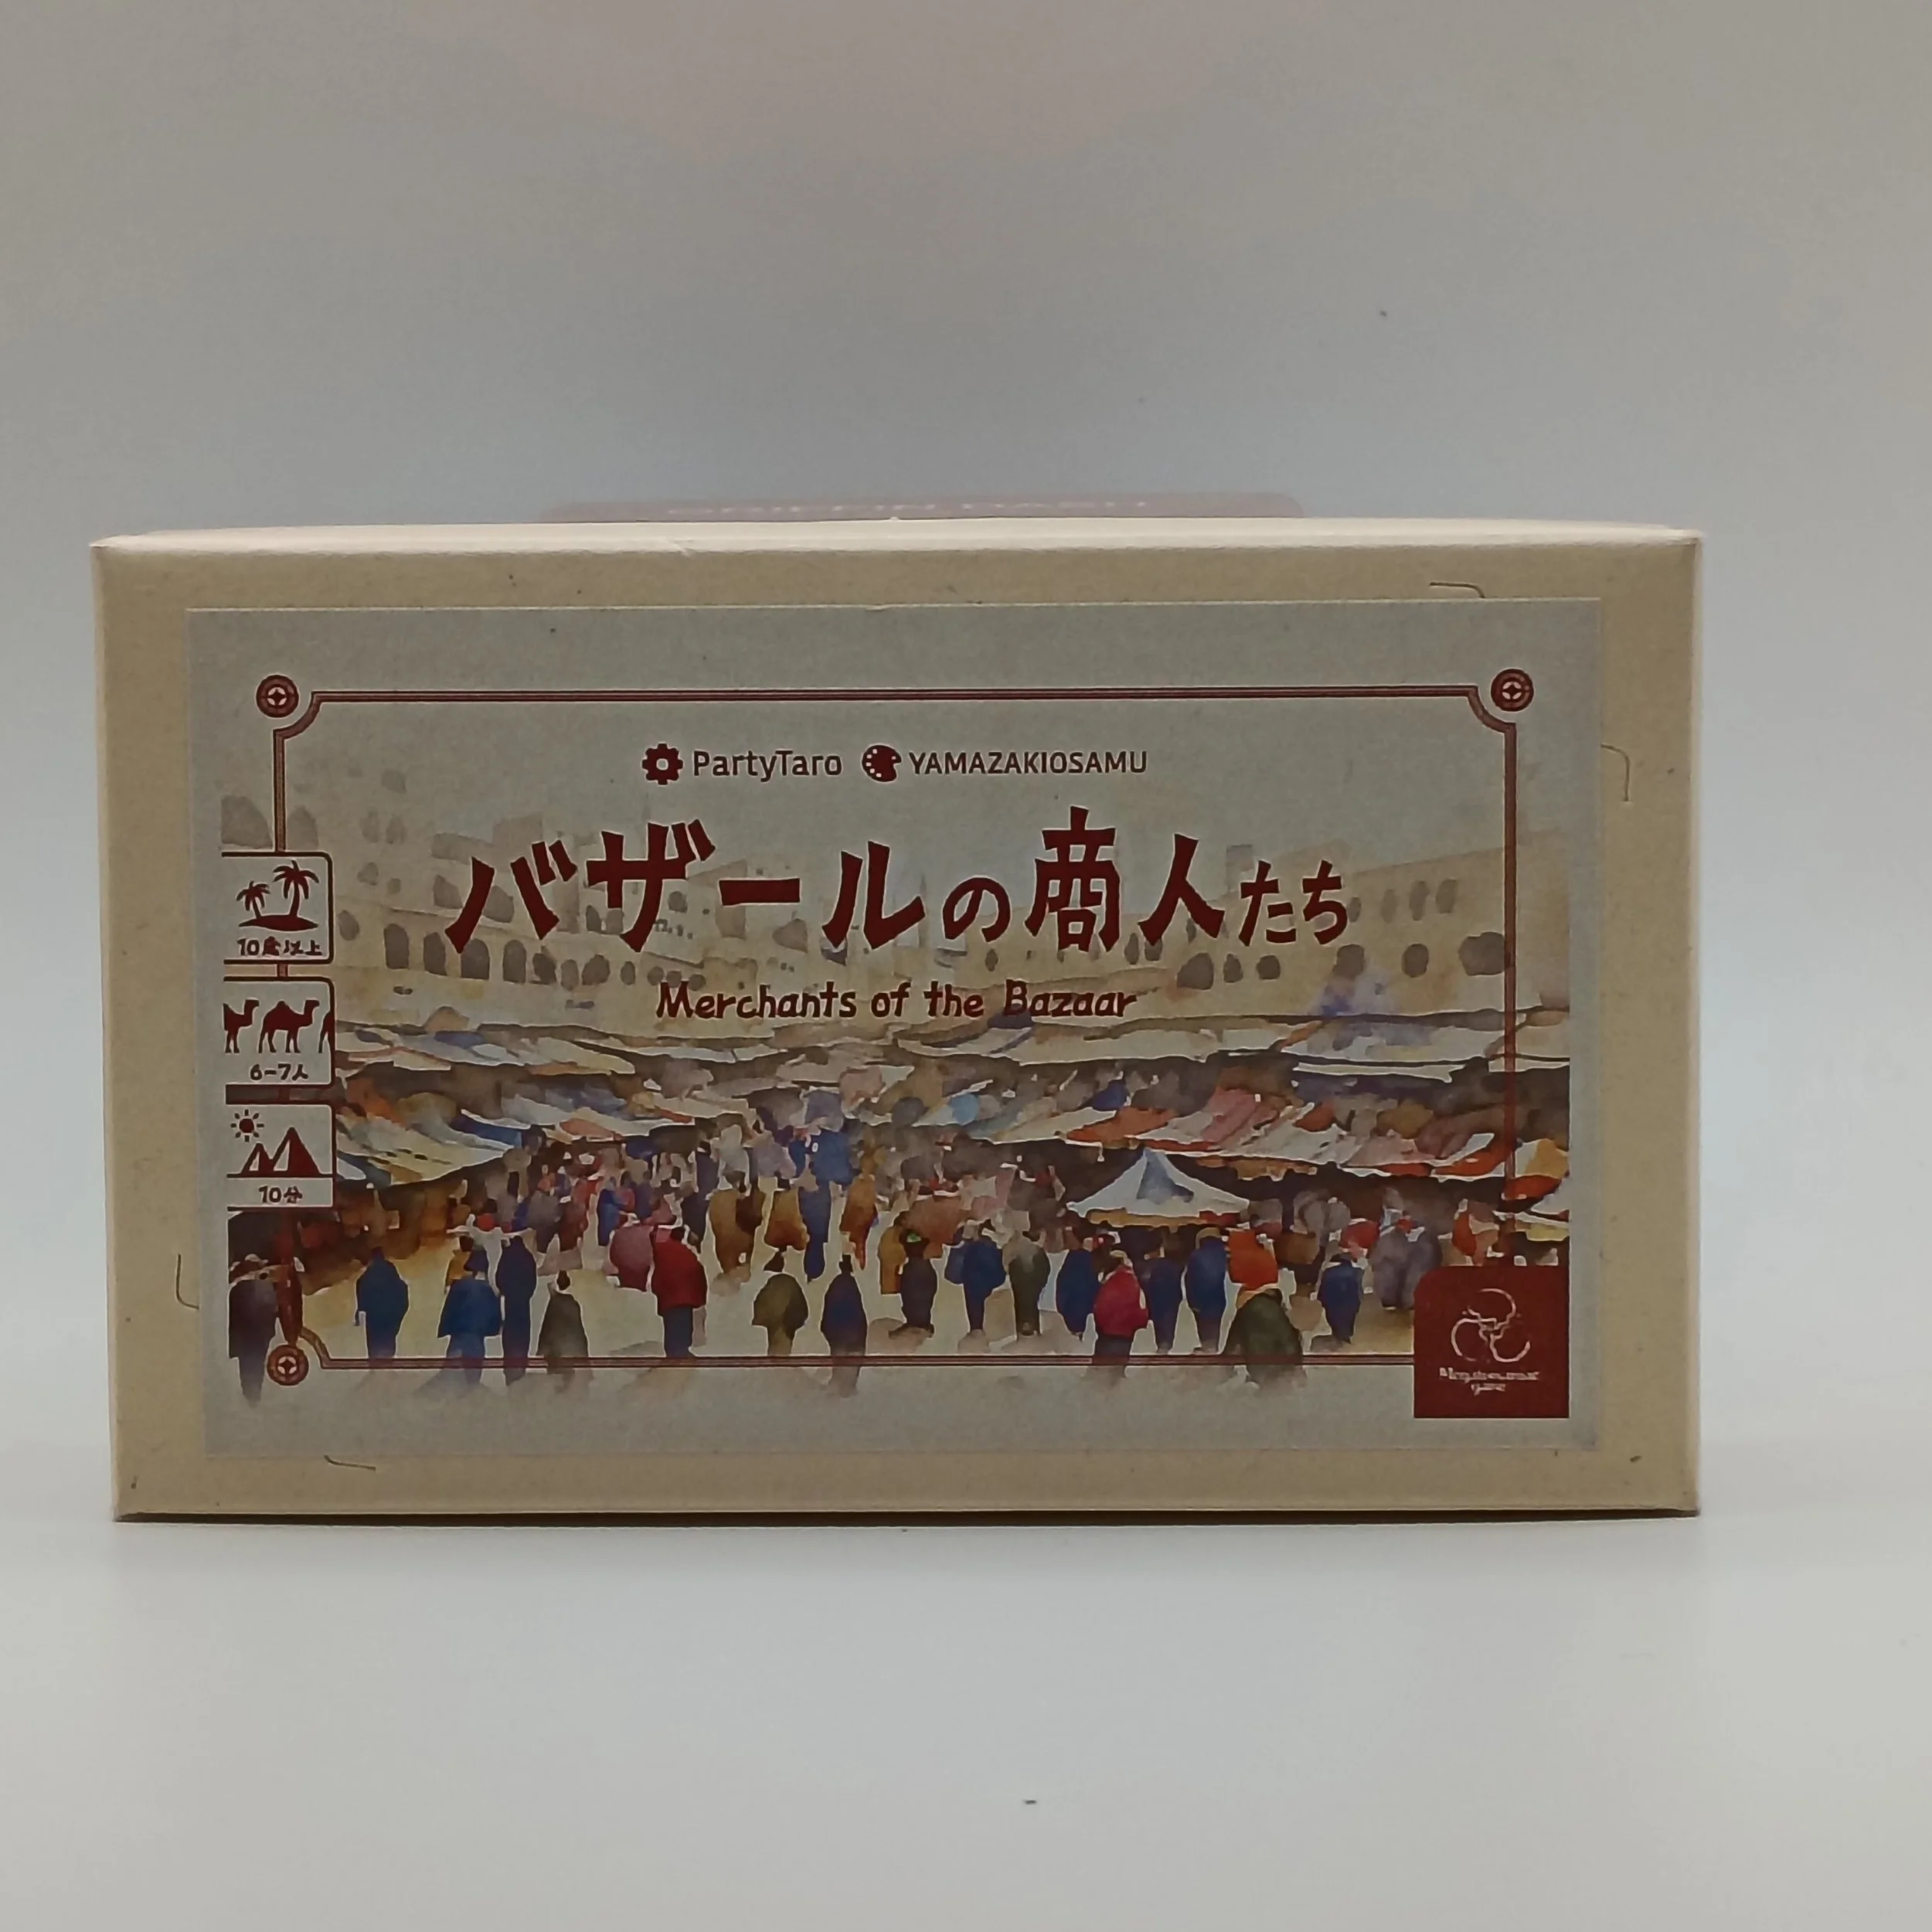 PartyTaro YAMAZAKIOSAMU
バザールの商人たち
Merchants of the Bazaar
10歳以上
6-7人
10分